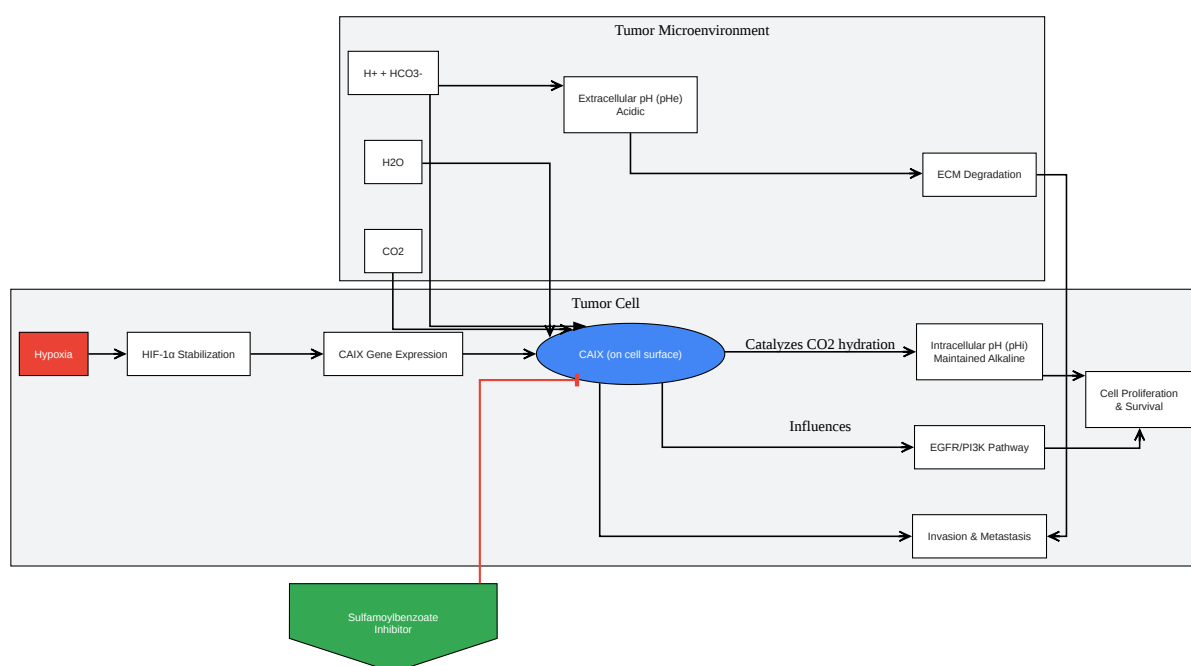 Tumor Microenvironment
H+ + HCO3-
Extracellular pH (pHe)
Acidic
H2O
ECM Degradation
CO2
Tumor Cell
Hypoxia
HIF-1α Stabilization
CAIX Gene Expression
CAIX (on cell surface)
Catalyzes CO2 hydration
Intracellular pH (pHi)
Maintained Alkaline
Cell Proliferation
& Survival
Influences
EGFR/PI3K Pathway
Invasion & Metastasis
Sulfamoylbenzoate
Inhibitor